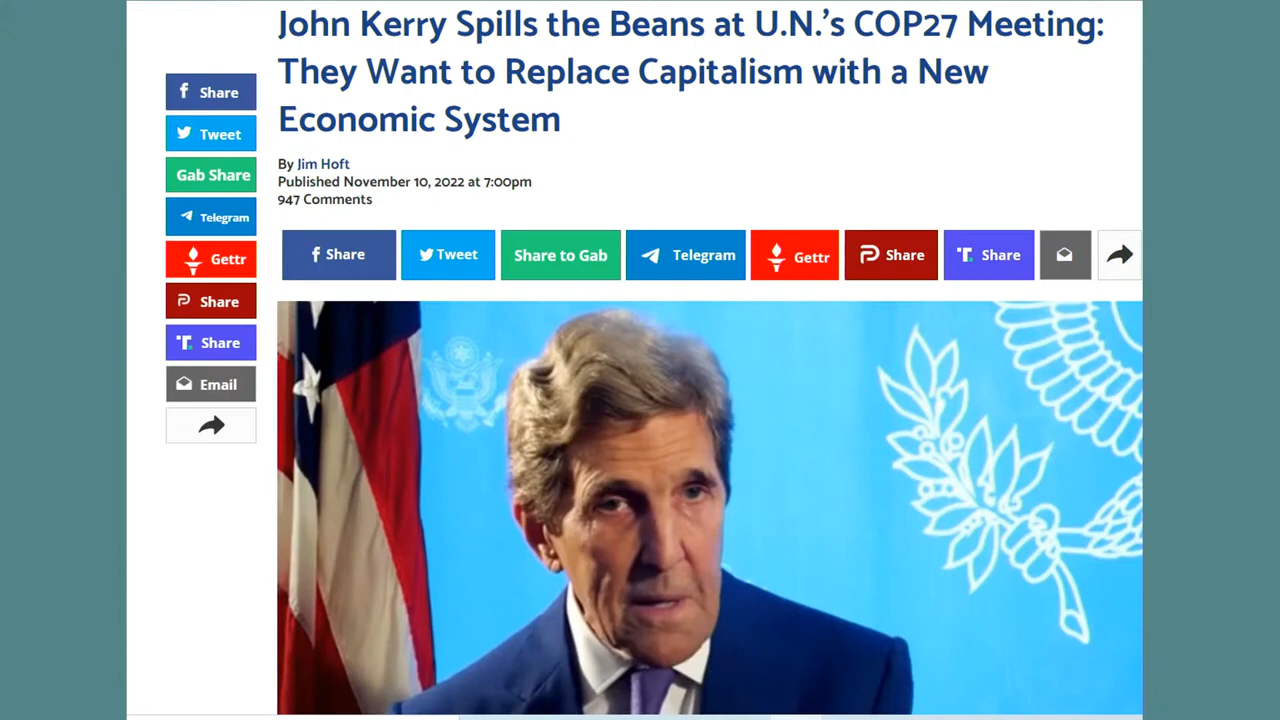 John Kerry Spills the Beans at U.N.’s COP27 Meeting:
They Want to Replace Capitalism with a New
Economic System
By Jim Hoft
Published November 10, 2022 at 7:00pm
947 Comments
Share
Tweet
Gab Share
Telegram
Gettr
Share
Share
Email
Share
Tweet
Share to Gab
Telegram
Gettr
Share
Share